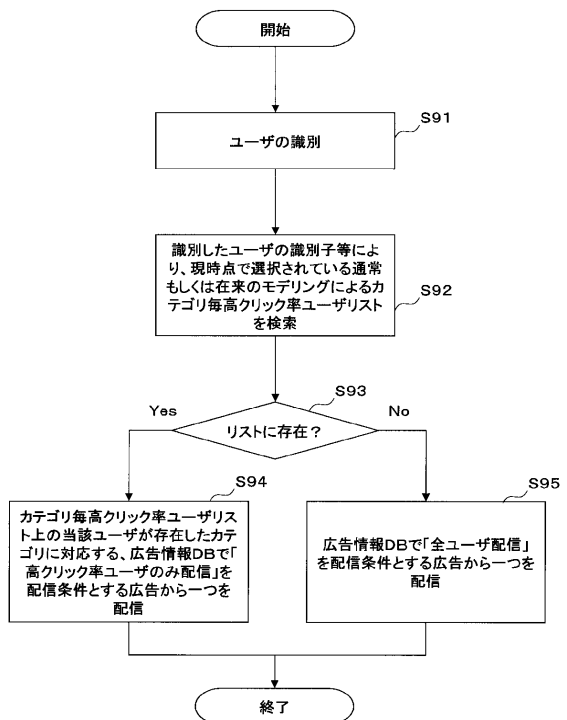 開始
S91
ユーザの識別
識別したユーザの識別子等によ
り、現時点で選択されている通常
もしくは在来のモデリングによるカ
テゴリ毎高クリック率ユーザリスト
を検索
S92
S93
Yes
No
リストに存在?
S94
カテゴリ毎高クリック率ユーザリス
ト上の当該ユーザが存在したカテ
ゴリに対応する、広告情報DBで「
高クリック率ユーザのみ配信」を
配信条件とする広告から一つを
配信
S95
広告情報DBで「全ユーザ配信」
を配信条件とする広告から一つを
配信
終了